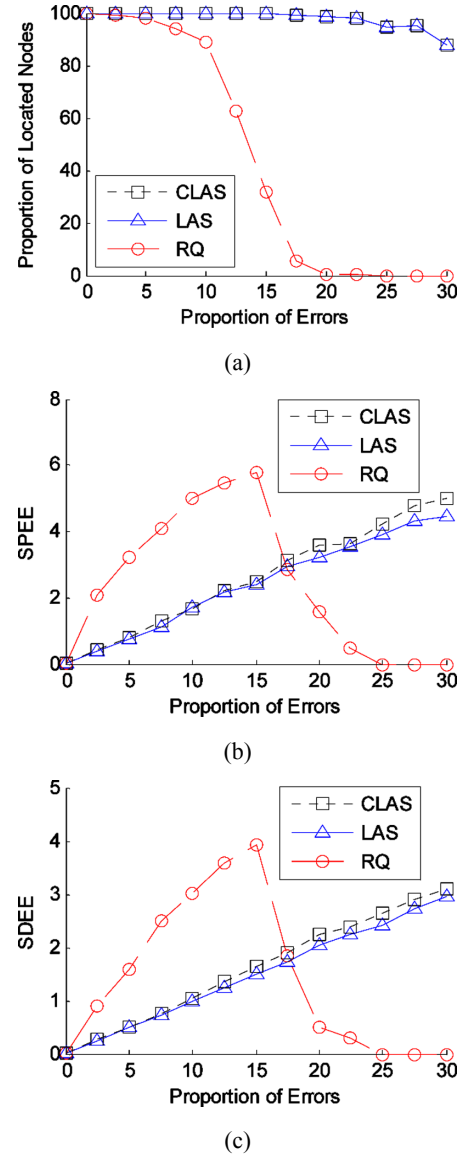 Proportion of Located Nodes
100
80
60
40
20
0
CLAS
LAS
RQ
0 5 10 15 20 25 30
Proportion of Errors
(a)
SPEE
8
6
4
2
0
CLAS
LAS
RQ
0 5 10 15 20 25 30
Proportion of Errors
(b)
SDEE
5
4
3
2
1
0
CLAS
LAS
RQ
0 5 10 15 20 25 30
Proportion of Errors
(c)